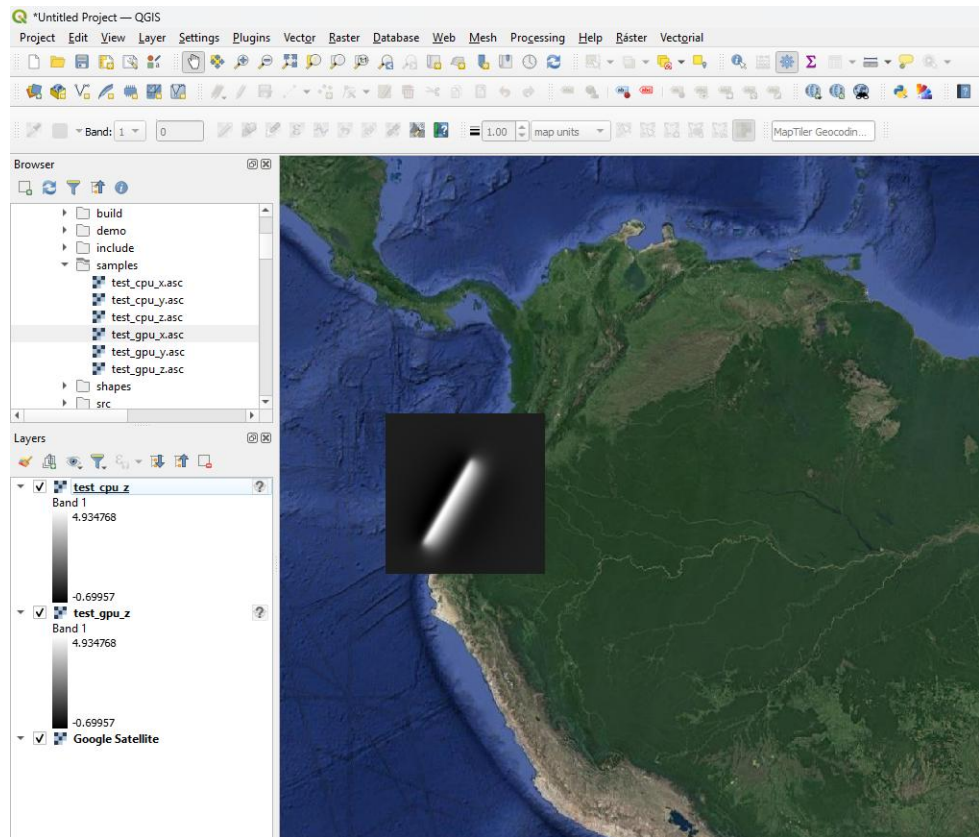 *Untitled Project — QGIS
Project Edit View Layer Settings Plugins Vector Raster Database Web Mesh Processing Help Ráster Vectorial
Band: 1 0 1.00 map units MapTiler Geocodin...
Browser
build
demo
include
samples
test_cpu_x.asc
test_cpu_y.asc
test_cpu_z.asc
test_gpu_x.asc
test_gpu_y.asc
test_gpu_z.asc
shapes
src
Layers
test_cpu_z
Band 1
4.934768
-0.69957
test_gpu_z
Band 1
4.934768
-0.69957
Google Satellite